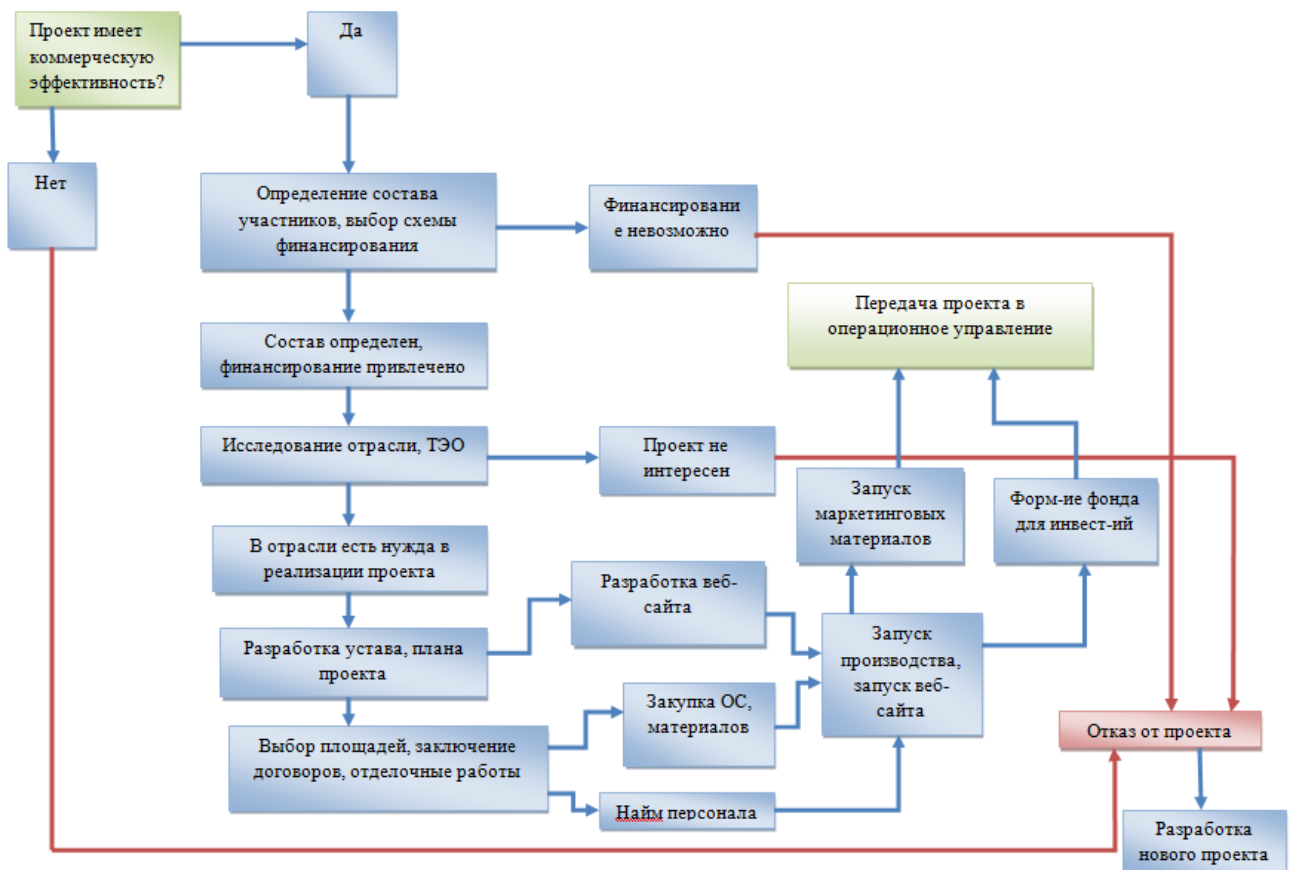 Проект имеет
коммерческую
эффективность?
Да
Нет
Определение состава
участников, выбор схемы
финансирования
Финансировани
е невозможно
Передача проекта в
операционное управление
Состав определен,
финансирование привлечено
Исследование отрасли, ТЭО
Проект не
интересен
Запуск
маркетинговых
материалов
Форм-ие фонда
для инвест-ий
В отрасли есть нужда в
реализации проекта
Разработка веб-
сайта
Разработка устава, плана
проекта
Запуск
производства,
запуск веб-
сайта
Закупка ОС,
материалов
Выбор площадей, заключение
договоров, отделочные работы
Найм персонала
Отказ от проекта
Разработка
нового проекта